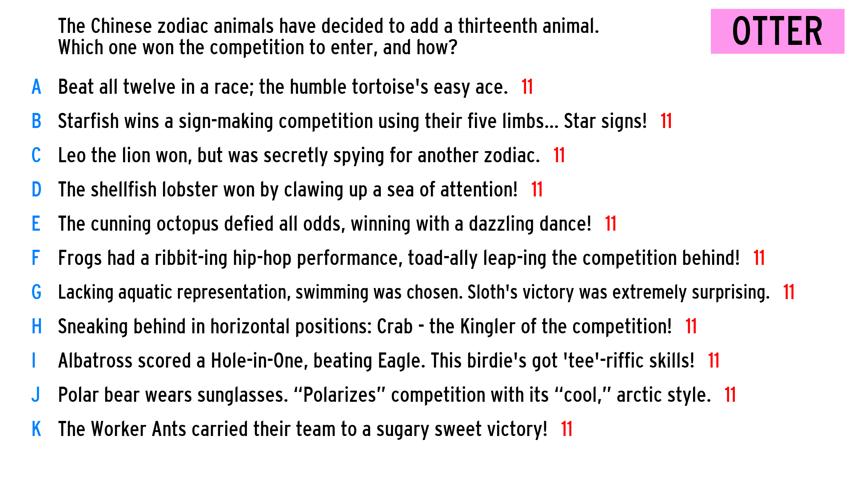 The Chinese zodiac animals have decided to add a thirteenth animal.
Which one won the competition to enter, and how?
OTTER
A Beat all twelve in a race; the humble tortoise's easy ace. 11
B Starfish wins a sign-making competition using their five limbs... Star signs! 11
C Leo the lion won, but was secretly spying for another zodiac. 11
D The shellfish lobster won by clawing up a sea of attention! 11
E The cunning octopus defied all odds, winning with a dazzling dance! 11
F Frogs had a ribbit-ing hip-hop performance, toad-ally leap-ing the competition behind! 11
G Lacking aquatic representation, swimming was chosen. Sloth's victory was extremely surprising. 11
H Sneaking behind in horizontal positions: Crab - the Kingler of the competition! 11
I Albatross scored a Hole-in-One, beating Eagle. This birdie's got 'tee'-riffic skills! 11
J Polar bear wears sunglasses. “Polarizes” competition with its “cool,” arctic style. 11
K The Worker Ants carried their team to a sugary sweet victory! 11